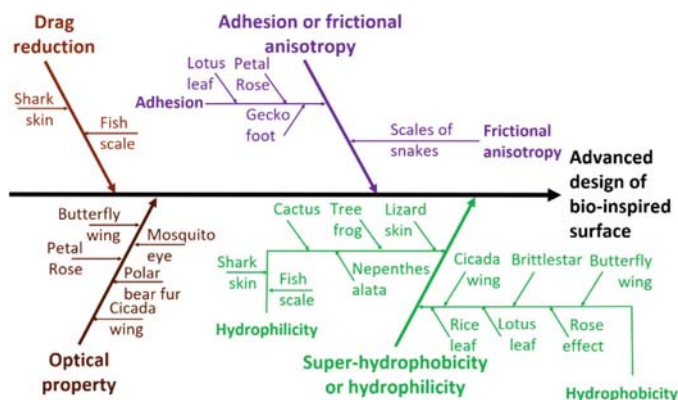 Drag
reduction
Shark
skin
Fish
scale
Adhesion or frictional
anisotropy
Lotus
leaf
Petal
Rose
Adhesion
Gecko
foot
Scales of
snakes
Frictional
anisotropy
Advanced
design of
bio-inspired
surface
Butterfly
wing
Mosquito
eye
Petal
Rose
Polar
bear fur
Cicada
wing
Optical
property
Cactus
Tree
frog
Lizard
skin
Shark
skin
Fish
scale
Nepenthes
alata
Hydrophilicity
Cicada
wing
Brittlestar
Butterfly
wing
Rice
leaf
Lotus
leaf
Rose
effect
Super-hydrophobicity
or hydrophilicity
Hydrophobicity